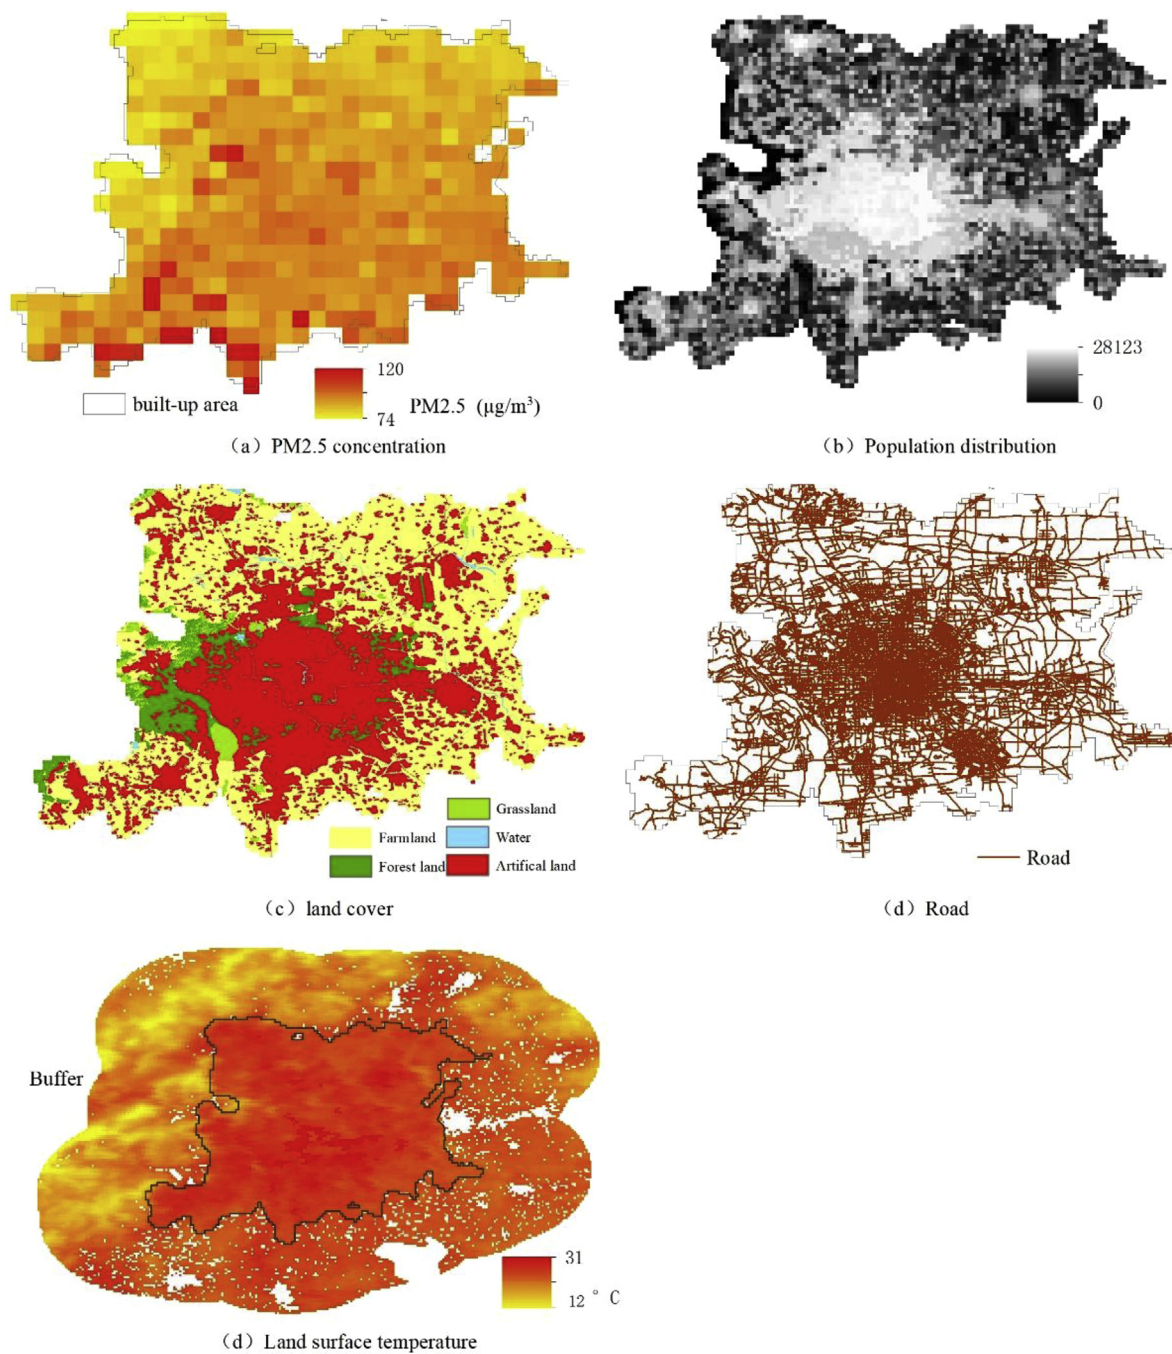 120
built-up area
PM2.5 (μg/m³)
74
(a) PM2.5 concentration
28123
0
(b) Population distribution
Grassland
Farmland
Water
Forest land
Artifical land
(c) land cover
Road
(d) Road
Buffer
31
12 ° C
(d) Land surface temperature